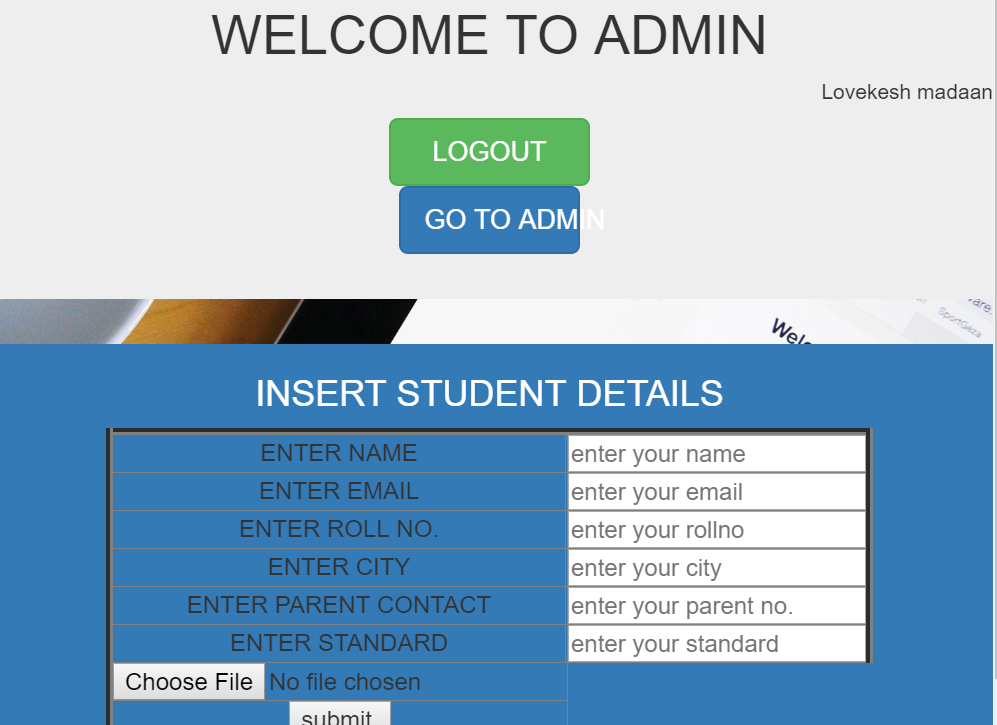 WELCOME TO ADMIN
Lovekesh madaan
LOGOUT
GO TO ADMIN
SportGeza
INSERT STUDENT DETAILS
ENTER NAME enter your name
ENTER EMAIL enter your email
ENTER ROLL NO. enter your rollno
ENTER CITY enter your city
ENTER PARENT CONTACT enter your parent no.
ENTER STANDARD enter your standard
Choose File No file chosen
submit